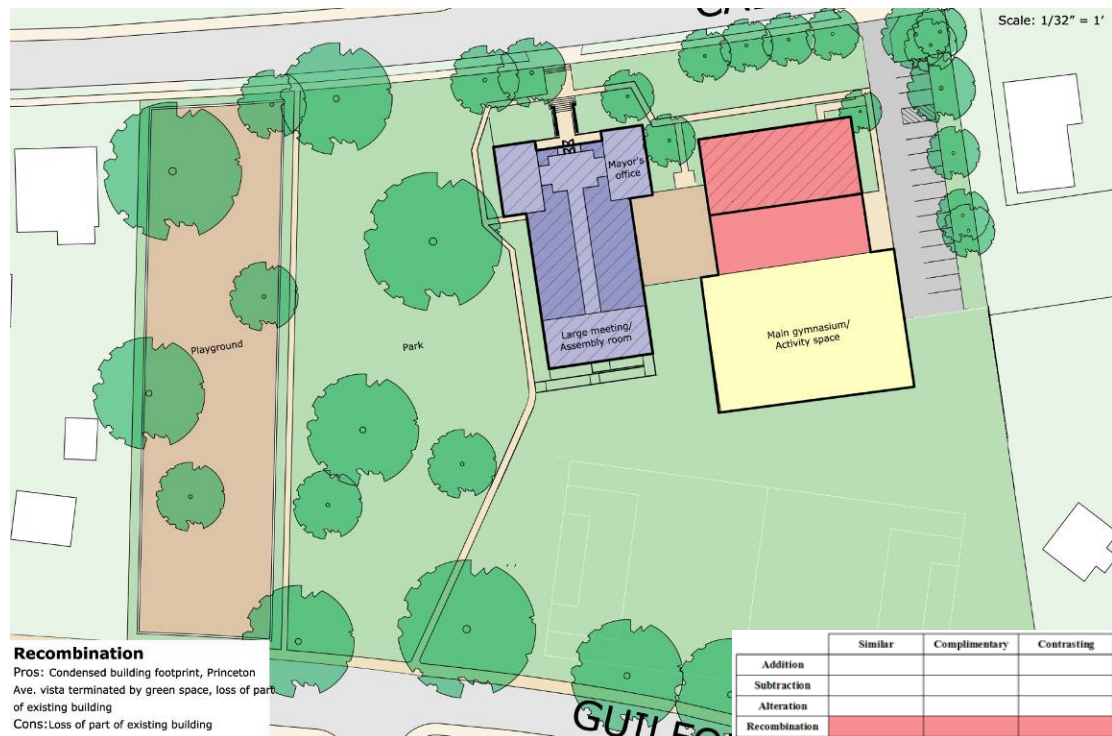 CA
Scale: 1/32" = 1'
Mayor's
office
Large meeting/
Assembly room
Main gymnasium/
Activity space
Playground
Park
Recombination
Pros: Condensed building footprint, Princeton
Ave. vista terminated by green space, loss of part
of existing building
Cons:Loss of part of existing building
GUILFO
Similar Complimentary Contrasting
Addition
Subtraction
Alteration
Recombination